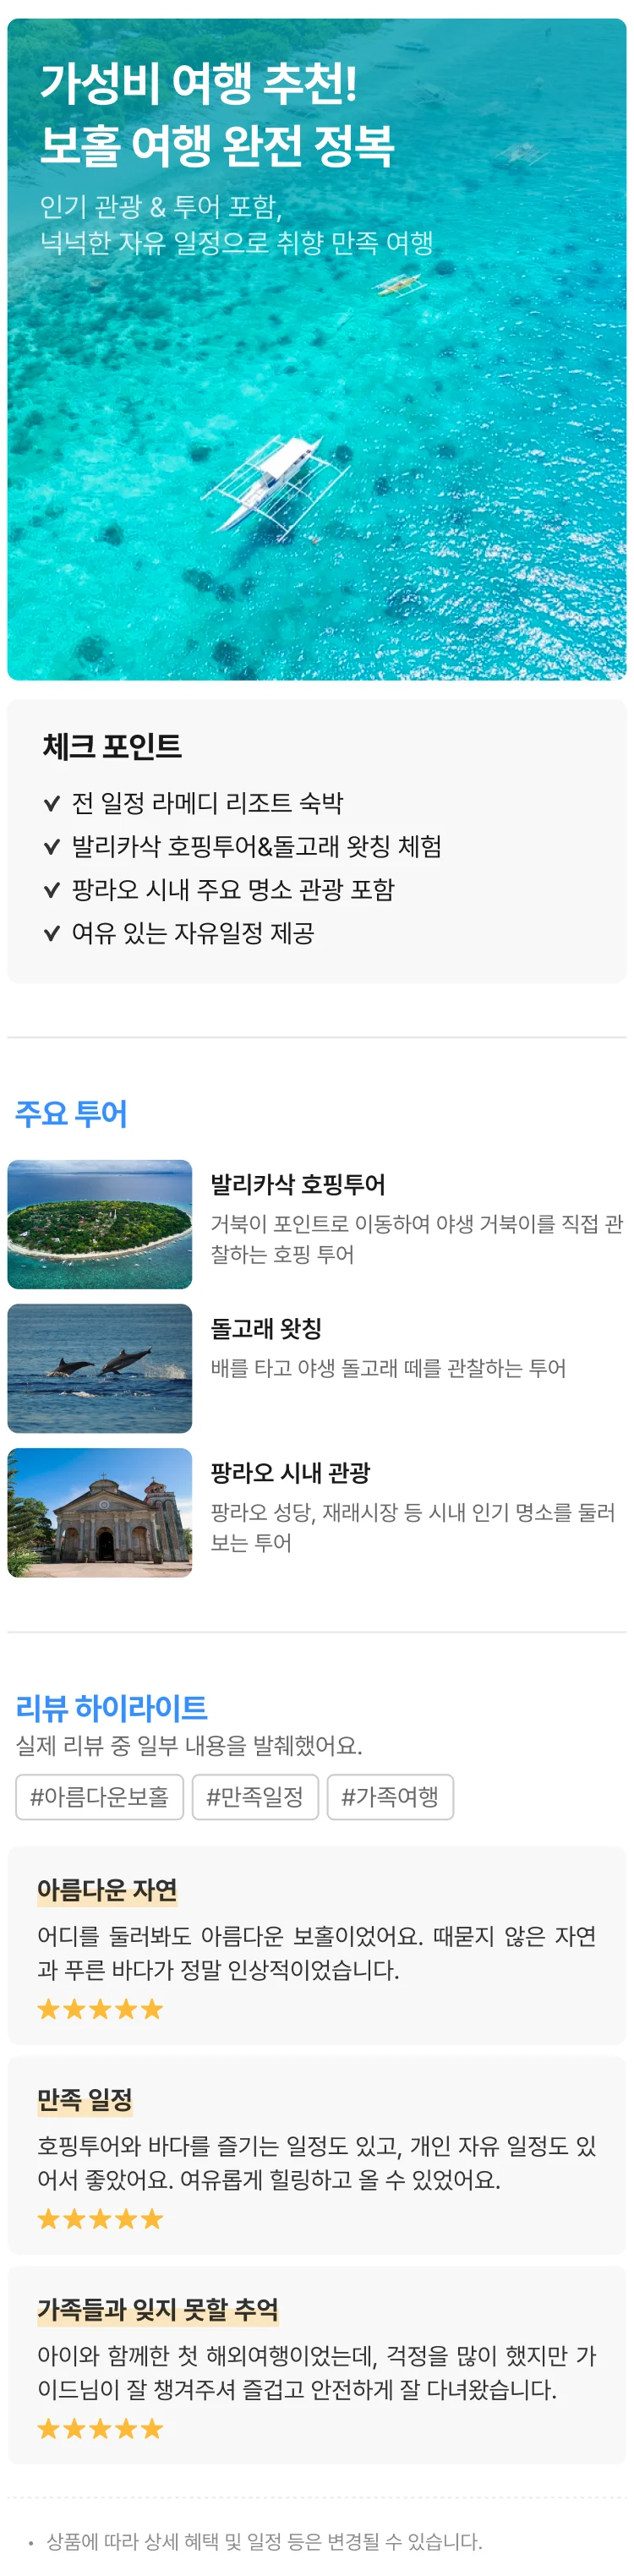 가성비 여행 추천!
보홀 여행 완전 정복
인기 관광 & 투어 포함,
넉넉한 자유 일정으로 취향 만족 여행
체크 포인트
전 일정 라메디 리조트 숙박
발리카삭 호핑투어&돌고래 왓칭 체험
팡라오 시내 주요 명소 관광 포함
여유 있는 자유일정 제공
주요 투어
발리카삭 호핑투어
거북이 포인트로 이동하여 야생 거북이를 직접 관
찰하는 호핑 투어
돌고래 왓칭
배를 타고 야생 돌고래 떼를 관찰하는 투어
팡라오 시내 관광
팡라오 성당, 재래시장 등 시내 인기 명소를 둘러
보는 투어
리뷰 하이라이트
실제 리뷰 중 일부 내용을 발췌했어요.
#아름다운보홀 #만족일정 #가족여행
아름다운 자연
어디를 둘러봐도 아름다운 보홀이었어요. 때묻지 않은 자연
과 푸른 바다가 정말 인상적이었습니다.
만족 일정
호핑투어와 바다를 즐기는 일정도 있고, 개인 자유 일정도 있
어서 좋았어요. 여유롭게 힐링하고 올 수 있었어요.
가족들과 잊지 못할 추억
아이와 함께한 첫 해외여행이었는데, 걱정을 많이 했지만 가
이드님이 잘 챙겨주셔 즐겁고 안전하게 잘 다녀왔습니다.
• 상품에 따라 상세 혜택 및 일정 등은 변경될 수 있습니다.